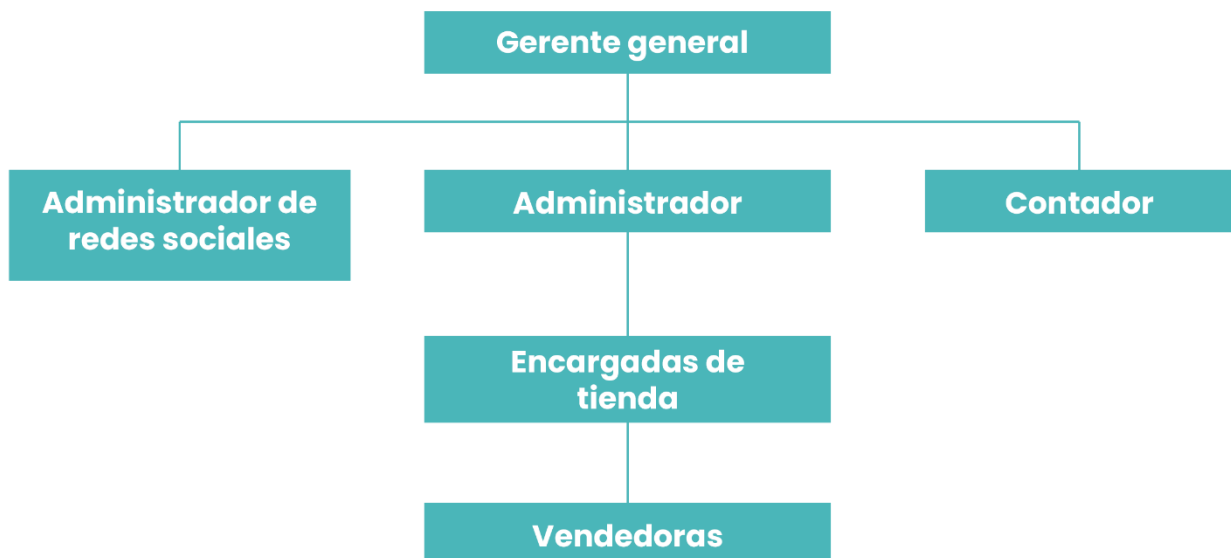 Gerente general
Administrador de
redes sociales
Administrador
Contador
Encargadas de
tienda
Vendedoras